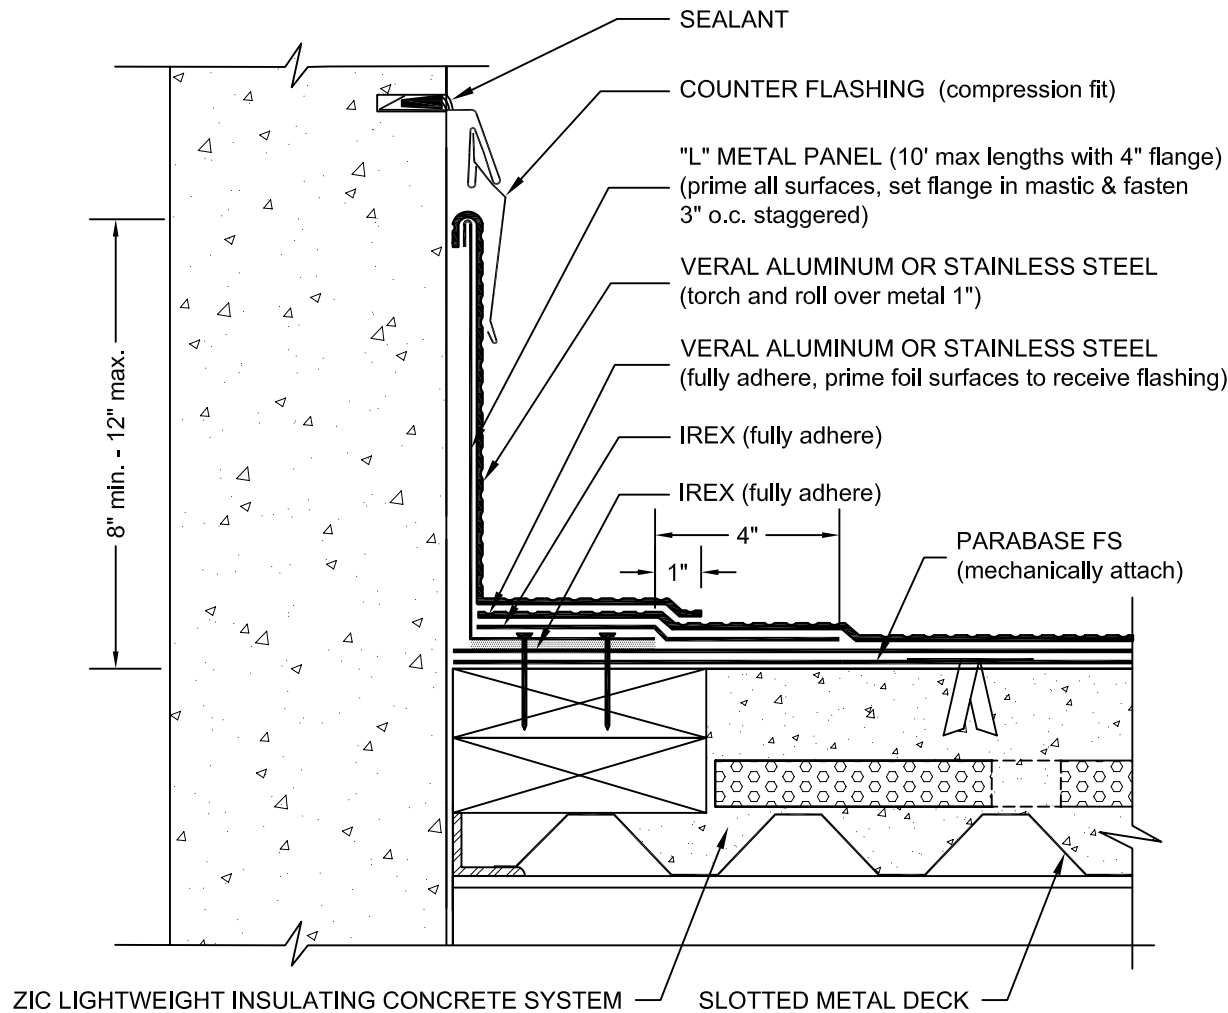 SEALANT
COUNTER FLASHING (compression fit)
"L" METAL PANEL (10' max lengths with 4" flange)
(prime all surfaces, set flange in mastic & fasten
3" o.c. staggered)
VERAL ALUMINUM OR STAINLESS STEEL
(torch and roll over metal 1")
VERAL ALUMINUM OR STAINLESS STEEL
(fully adhere, prime foil surfaces to receive flashing)
IREX (fully adhere)
IREX (fully adhere)
8" min. - 12" max.
4"
1"
PARABASE FS
(mechanically attach)
ZIC LIGHTWEIGHT INSULATING CONCRETE SYSTEM
SLOTTED METAL DECK